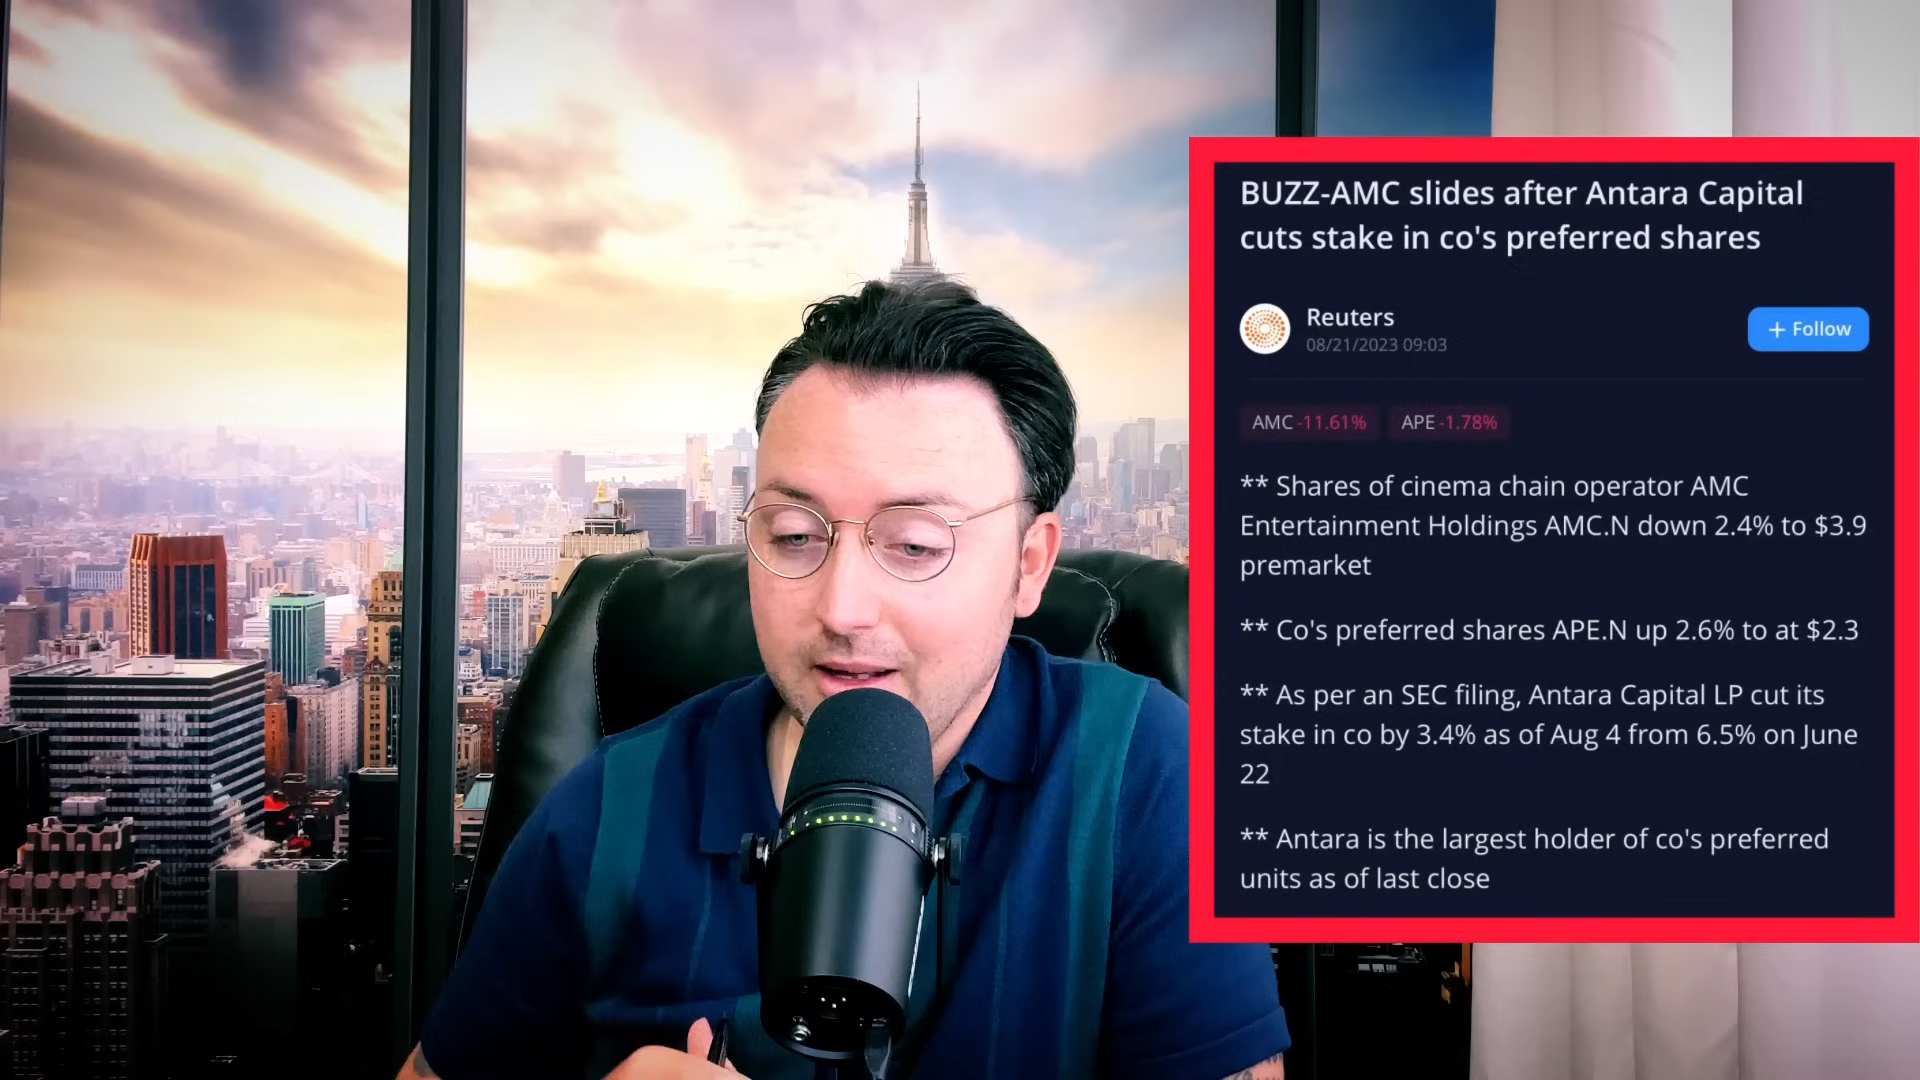 BUZZ-AMC slides after Antara Capital
cuts stake in co's preferred shares
Reuters
08/21/2023 09:03
+ Follow
AMC -11.61% APE -1.78%
** Shares of cinema chain operator AMC
Entertainment Holdings AMC.N down 2.4% to $3.9
premarket
** Co's preferred shares APE.N up 2.6% to at $2.3
** As per an SEC filing, Antara Capital LP cut its
stake in co by 3.4% as of Aug 4 from 6.5% on June
22
** Antara is the largest holder of co's preferred
units as of last close